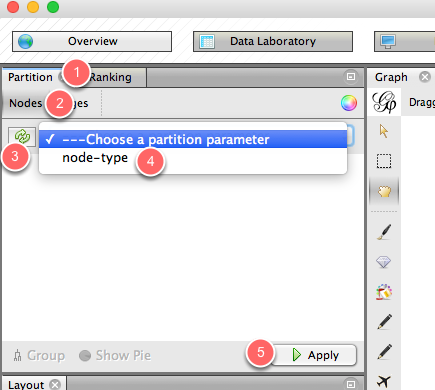 Overview
Data Laboratory
Partition 1 Ranking
Graph
Nodes 2
Dragg
3
---Choose a partition parameter
node-type 4
Group
Show Pie
5 Apply
Layout